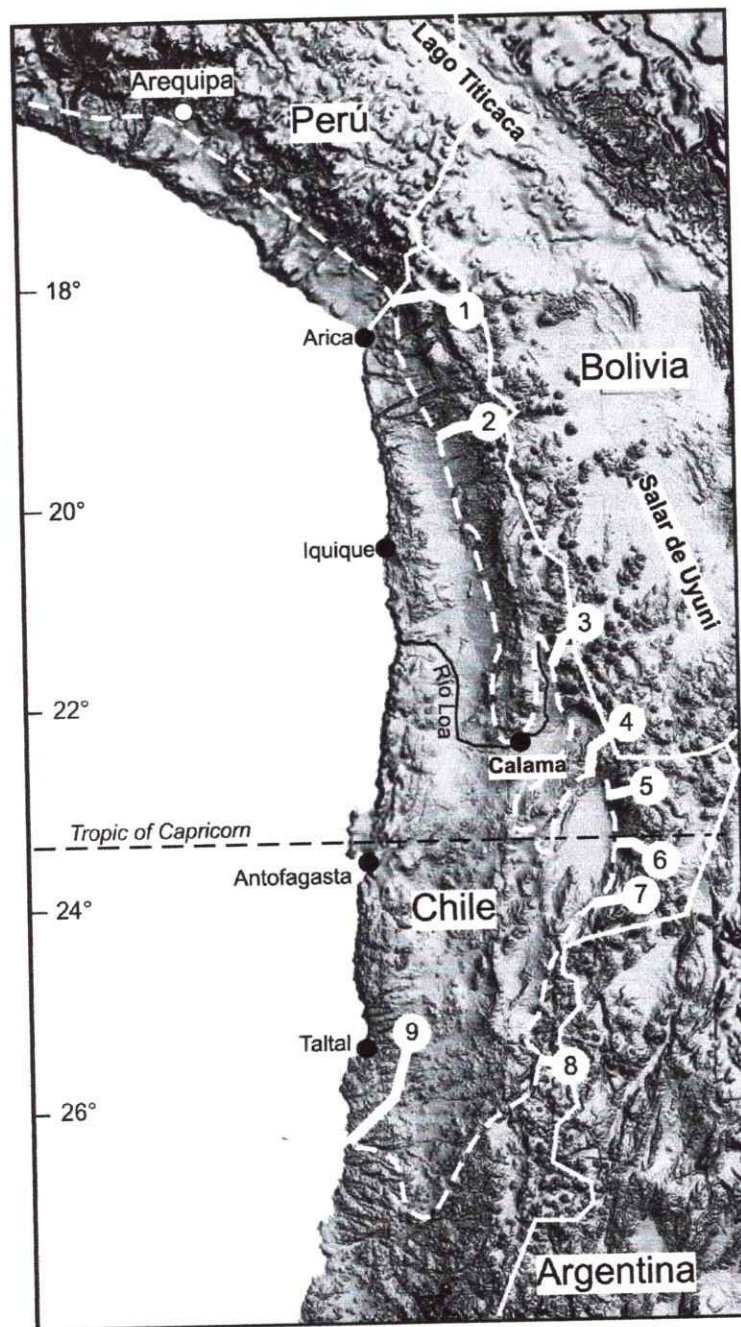 Lago Titicaca
Arequipa
Perú
18°
1
Arica
Bolivia
2
20°
Salar de Uyuni
Iquique
3
Río Loa
22°
4
Calama
5
Tropic of Capricorn
6
Antofagasta
7
24°
Chile
9
Taltal
8
26°
Argentina